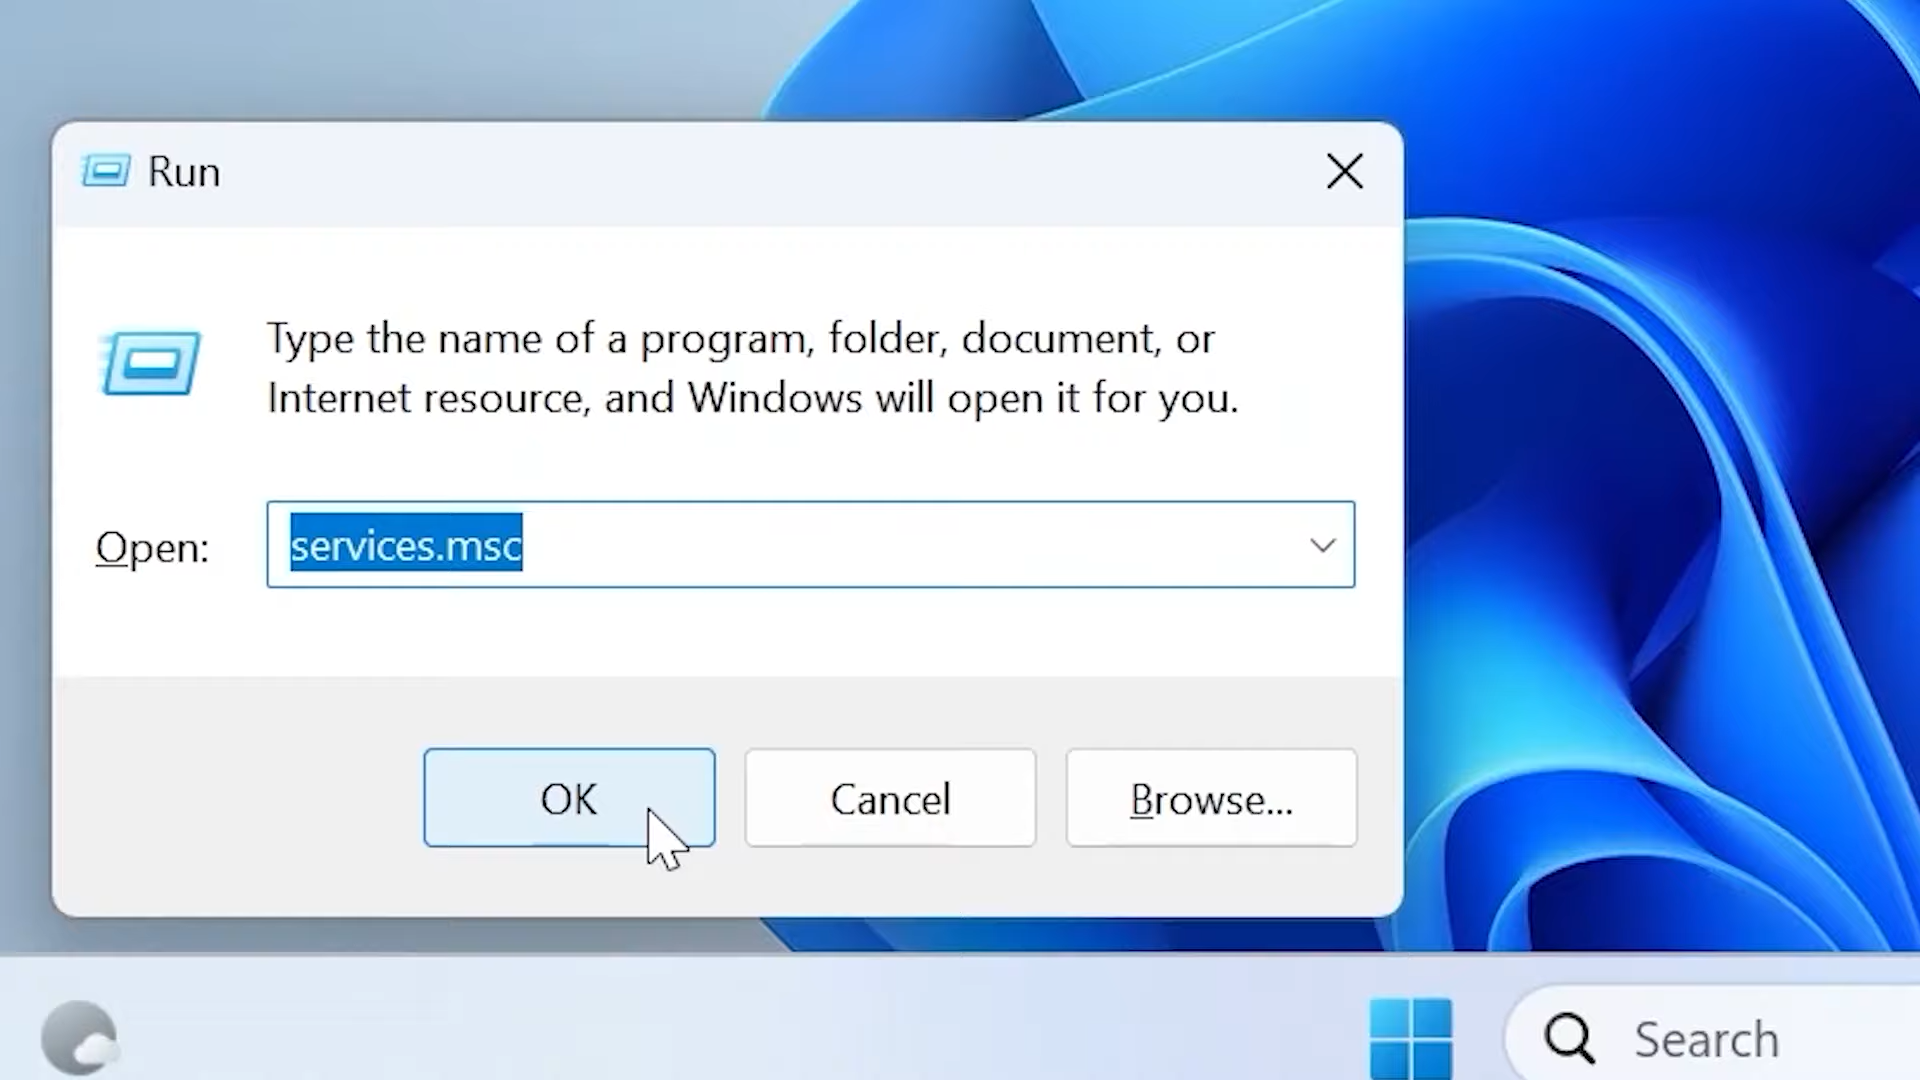 Run
Type the name of a program, folder, document, or
Internet resource, and Windows will open it for you.
Open: services.msc
OK Cancel Browse...
Search